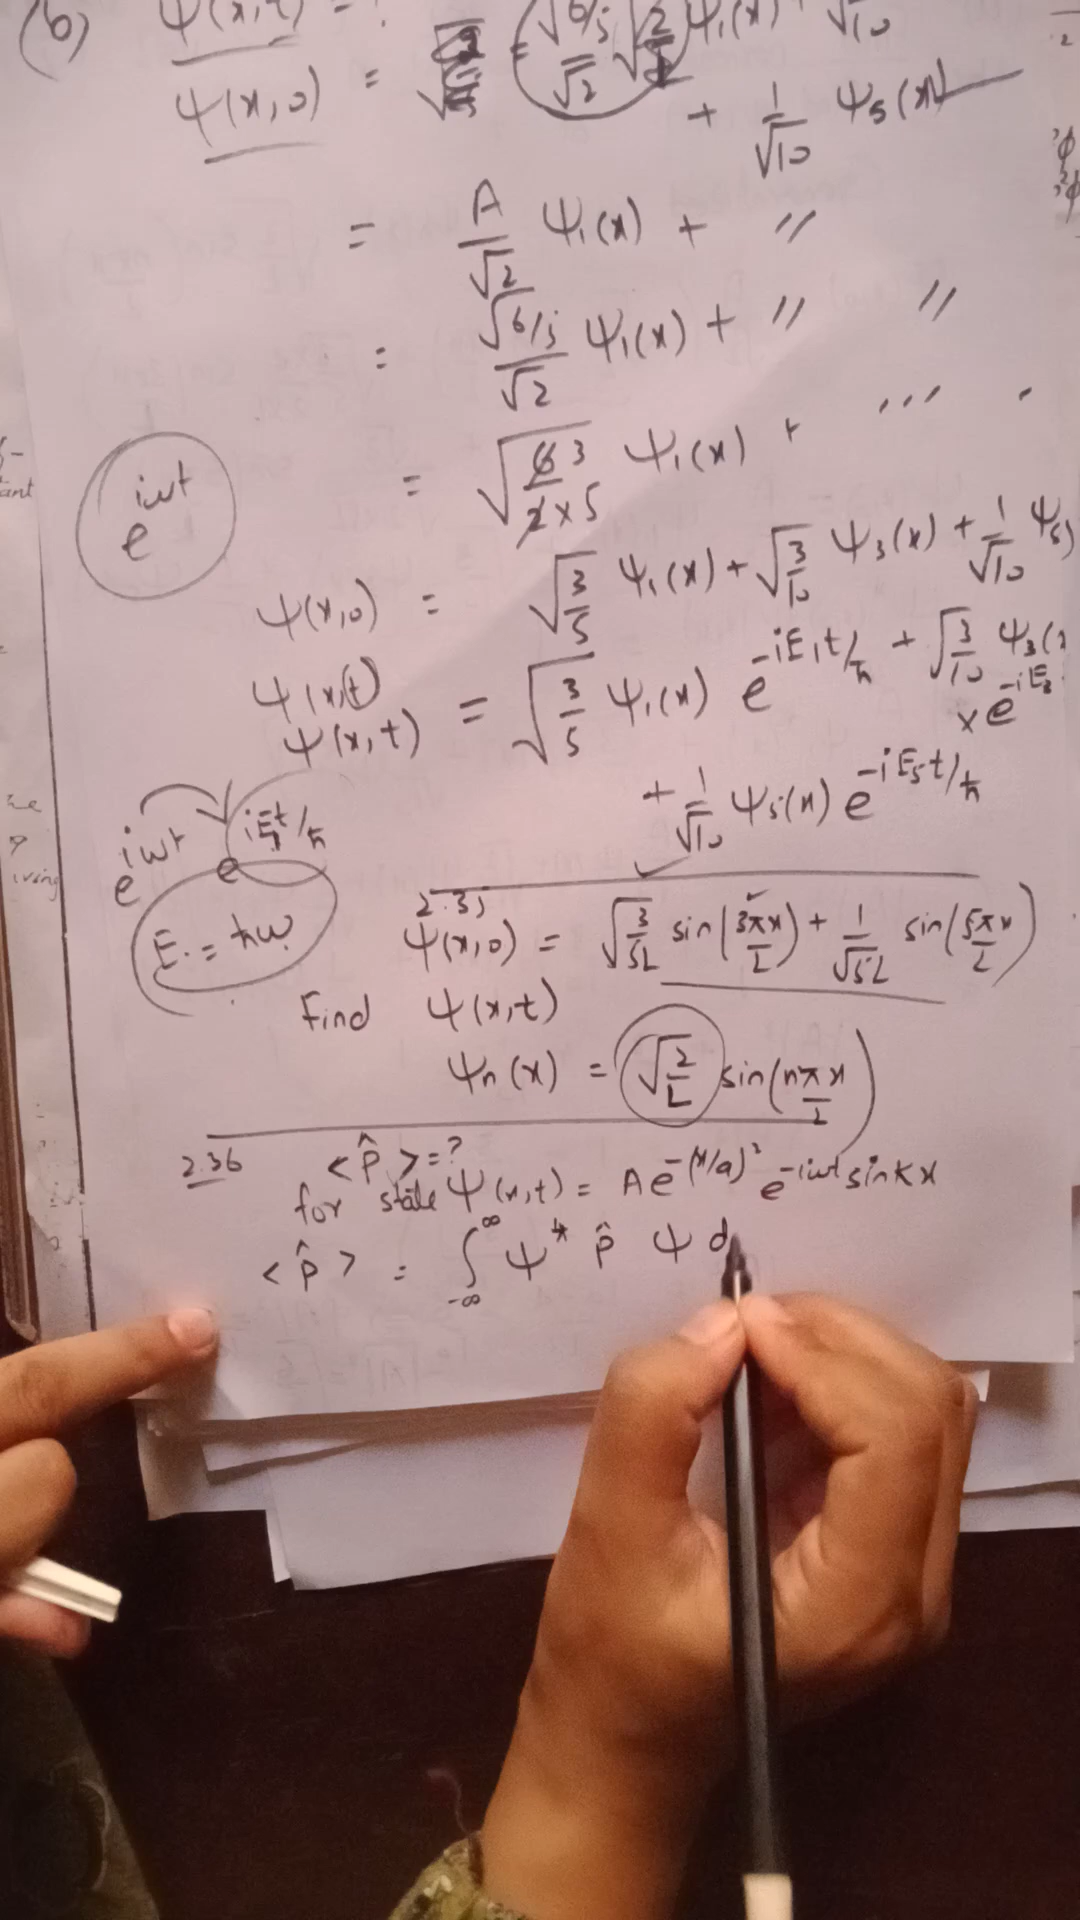 (b) Ψ(x,t) = ?
Ψ(x,0) = = √6/5 / √2 Ψ₁(x) √10
+ 1/√10 Ψ₅(x)
= A/√2 Ψ₁(x) + "
= √6/5 / √2 Ψ₁(x) + " "
= √(6 3 / 2×5) Ψ₁(x) + ... .
e^iωt
Ψ(x,0) = √(3/5) Ψ₁(x) + √(3/10) Ψ₃(x) + 1/√10 Ψ₅)
Ψ(x,t)
Ψ(x,t) = √(3/5) Ψ₁(x) e^-iE₁t/ħ + √(3/10) Ψ₃(
× e^-iE₃
+ 1/√10 Ψ₅(x) e^-iE₅t/ħ
e^iωt e^iEt/ħ
E = ħω
2.35
Ψ(x,0) = √(3/5L) sin(3πx/L) + 1/√5L sin(5πx/L)
Find Ψ(x,t)
Ψn(x) = √(2/L) sin(nπx/L)
2.36 <p̂> = ?
for state Ψ(x,t) = A e^-(x/a)² e^-iωt sin kx
<p̂> = ∫_-∞^∞ Ψ* p̂ Ψ d